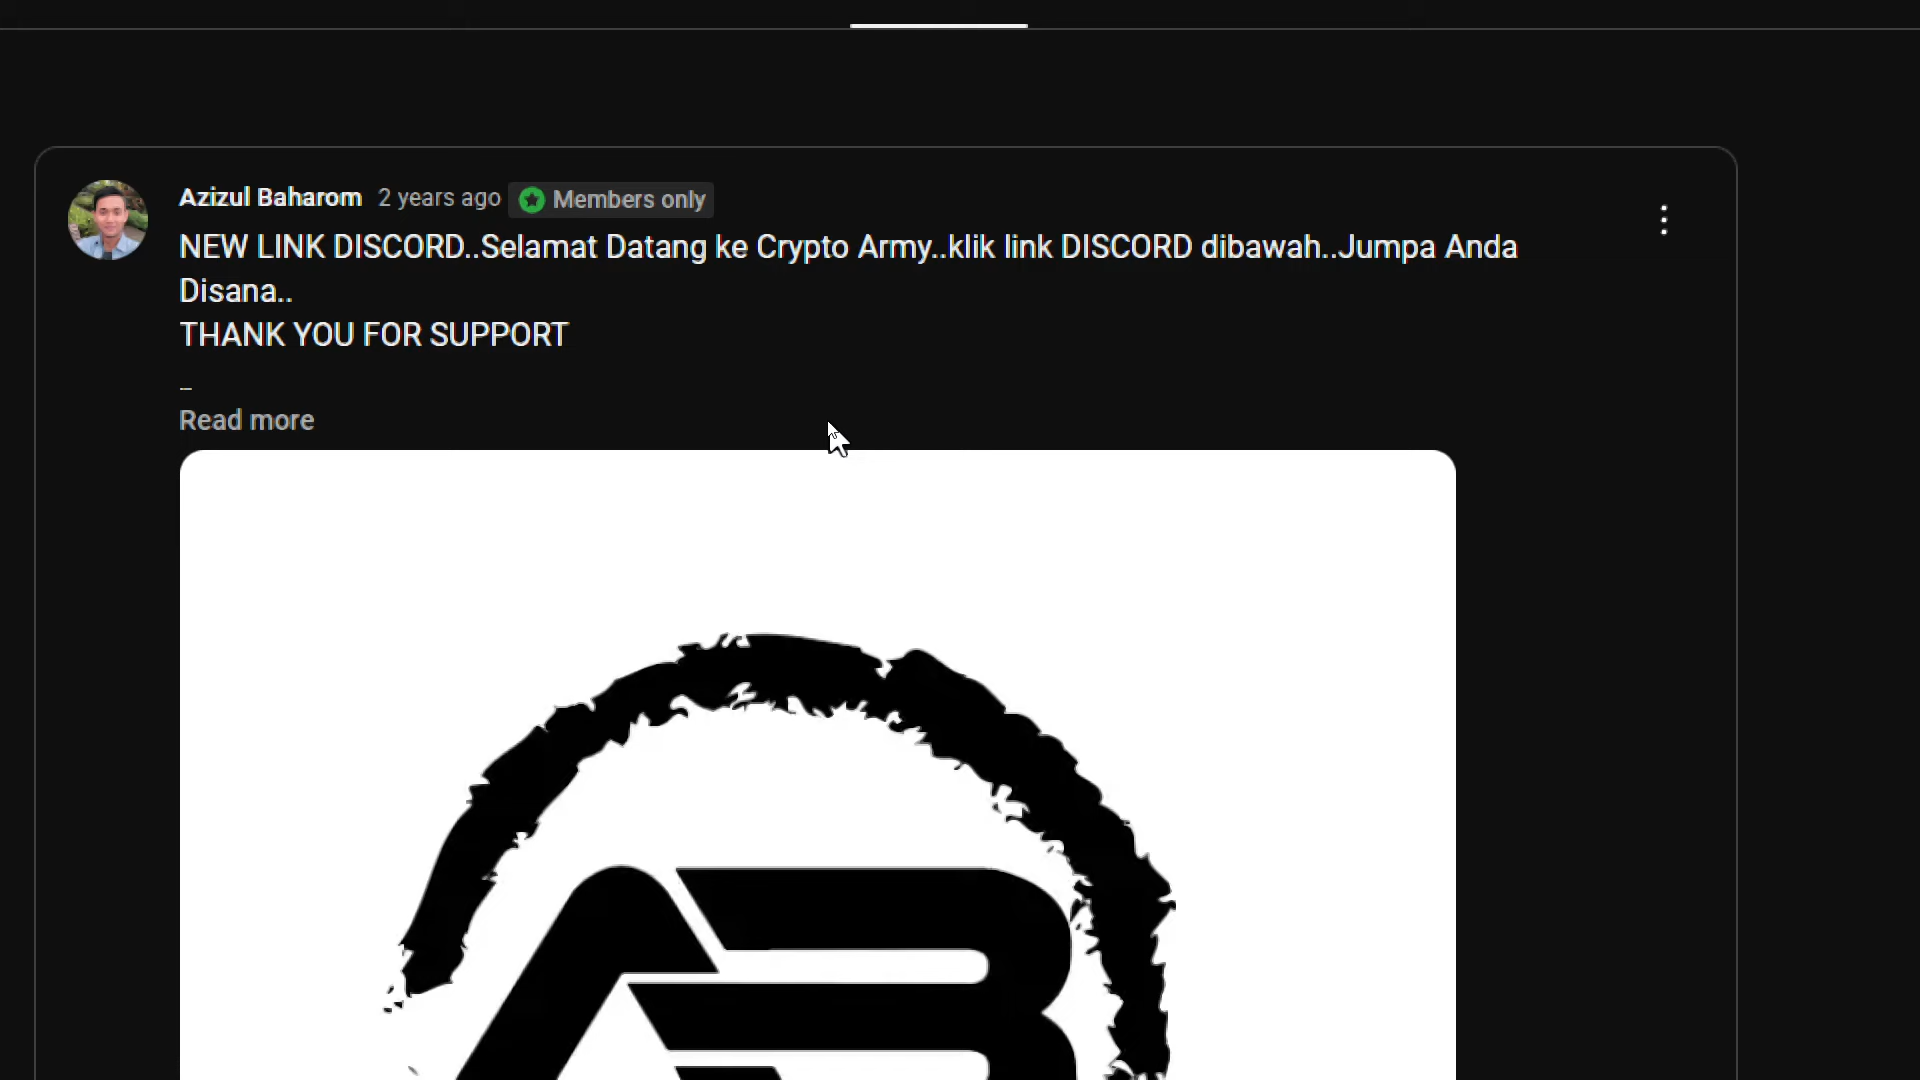 Azizul Baharom 2 years ago Members only
NEW LINK DISCORD..Selamat Datang ke Crypto Army..klik link DISCORD dibawah..Jumpa Anda
Disana..
THANK YOU FOR SUPPORT
_
Read more
AB